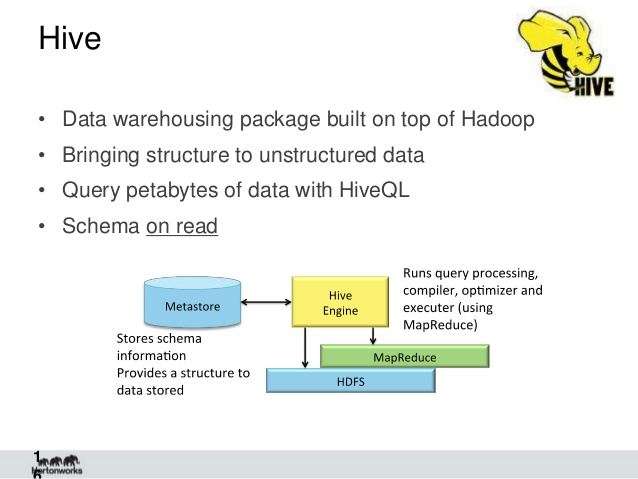 Hive
HIVE
• Data warehousing package built on top of Hadoop
• Bringing structure to unstructured data
• Query petabytes of data with HiveQL
• Schema on read
Metastore
Hive
Engine
Runs query processing,
compiler, optimizer and
executer (using
MapReduce)
Stores schema
information
Provides a structure to
data stored
MapReduce
HDFS
1
6
Hortonworks